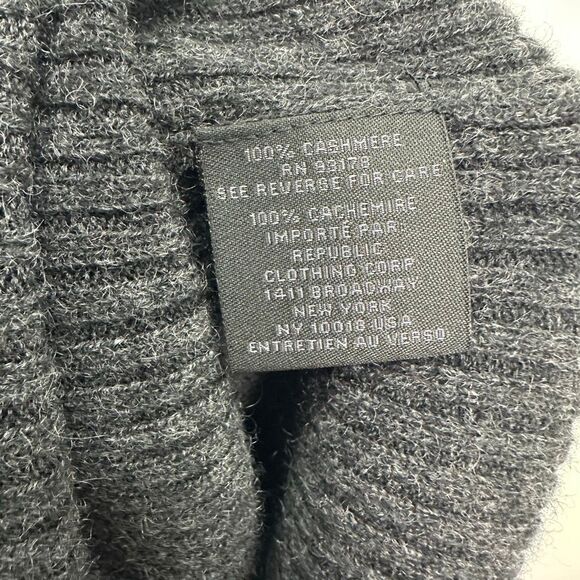 100% CASHMERE
RN 93178
SEE REVERSE FOR CARE
100% CACHEMIRE
IMPORTÉ PAR:
REPUBLIC
CLOTHING CORP
1411 BROADWAY
NEW YORK
NY 10018 USA
ENTRETIEN AU VERSO